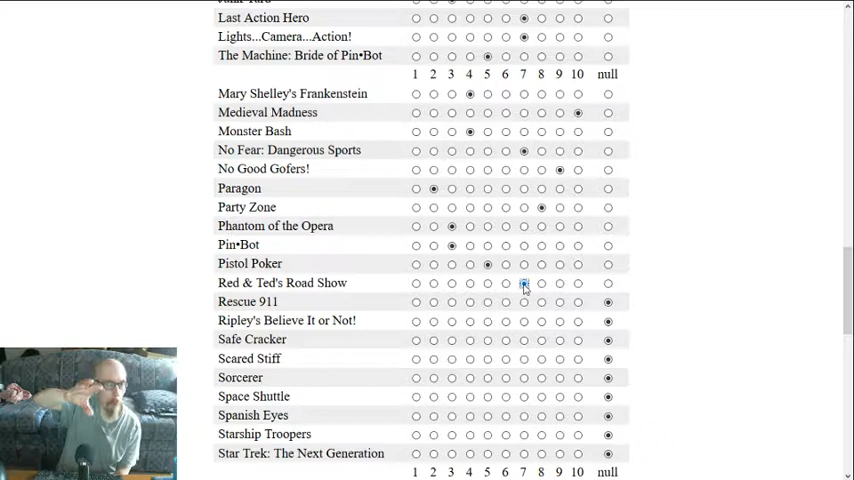 Last Action Hero
Lights...Camera...Action!
The Machine: Bride of Pin•Bot
1 2 3 4 5 6 7 8 9 10 null
Mary Shelley's Frankenstein
Medieval Madness
Monster Bash
No Fear: Dangerous Sports
No Good Gofers!
Paragon
Party Zone
Phantom of the Opera
Pin•Bot
Pistol Poker
Red & Ted's Road Show
Rescue 911
Ripley's Believe It or Not!
Safe Cracker
Scared Stiff
Sorcerer
Space Shuttle
Spanish Eyes
Starship Troopers
Star Trek: The Next Generation
1 2 3 4 5 6 7 8 9 10 null